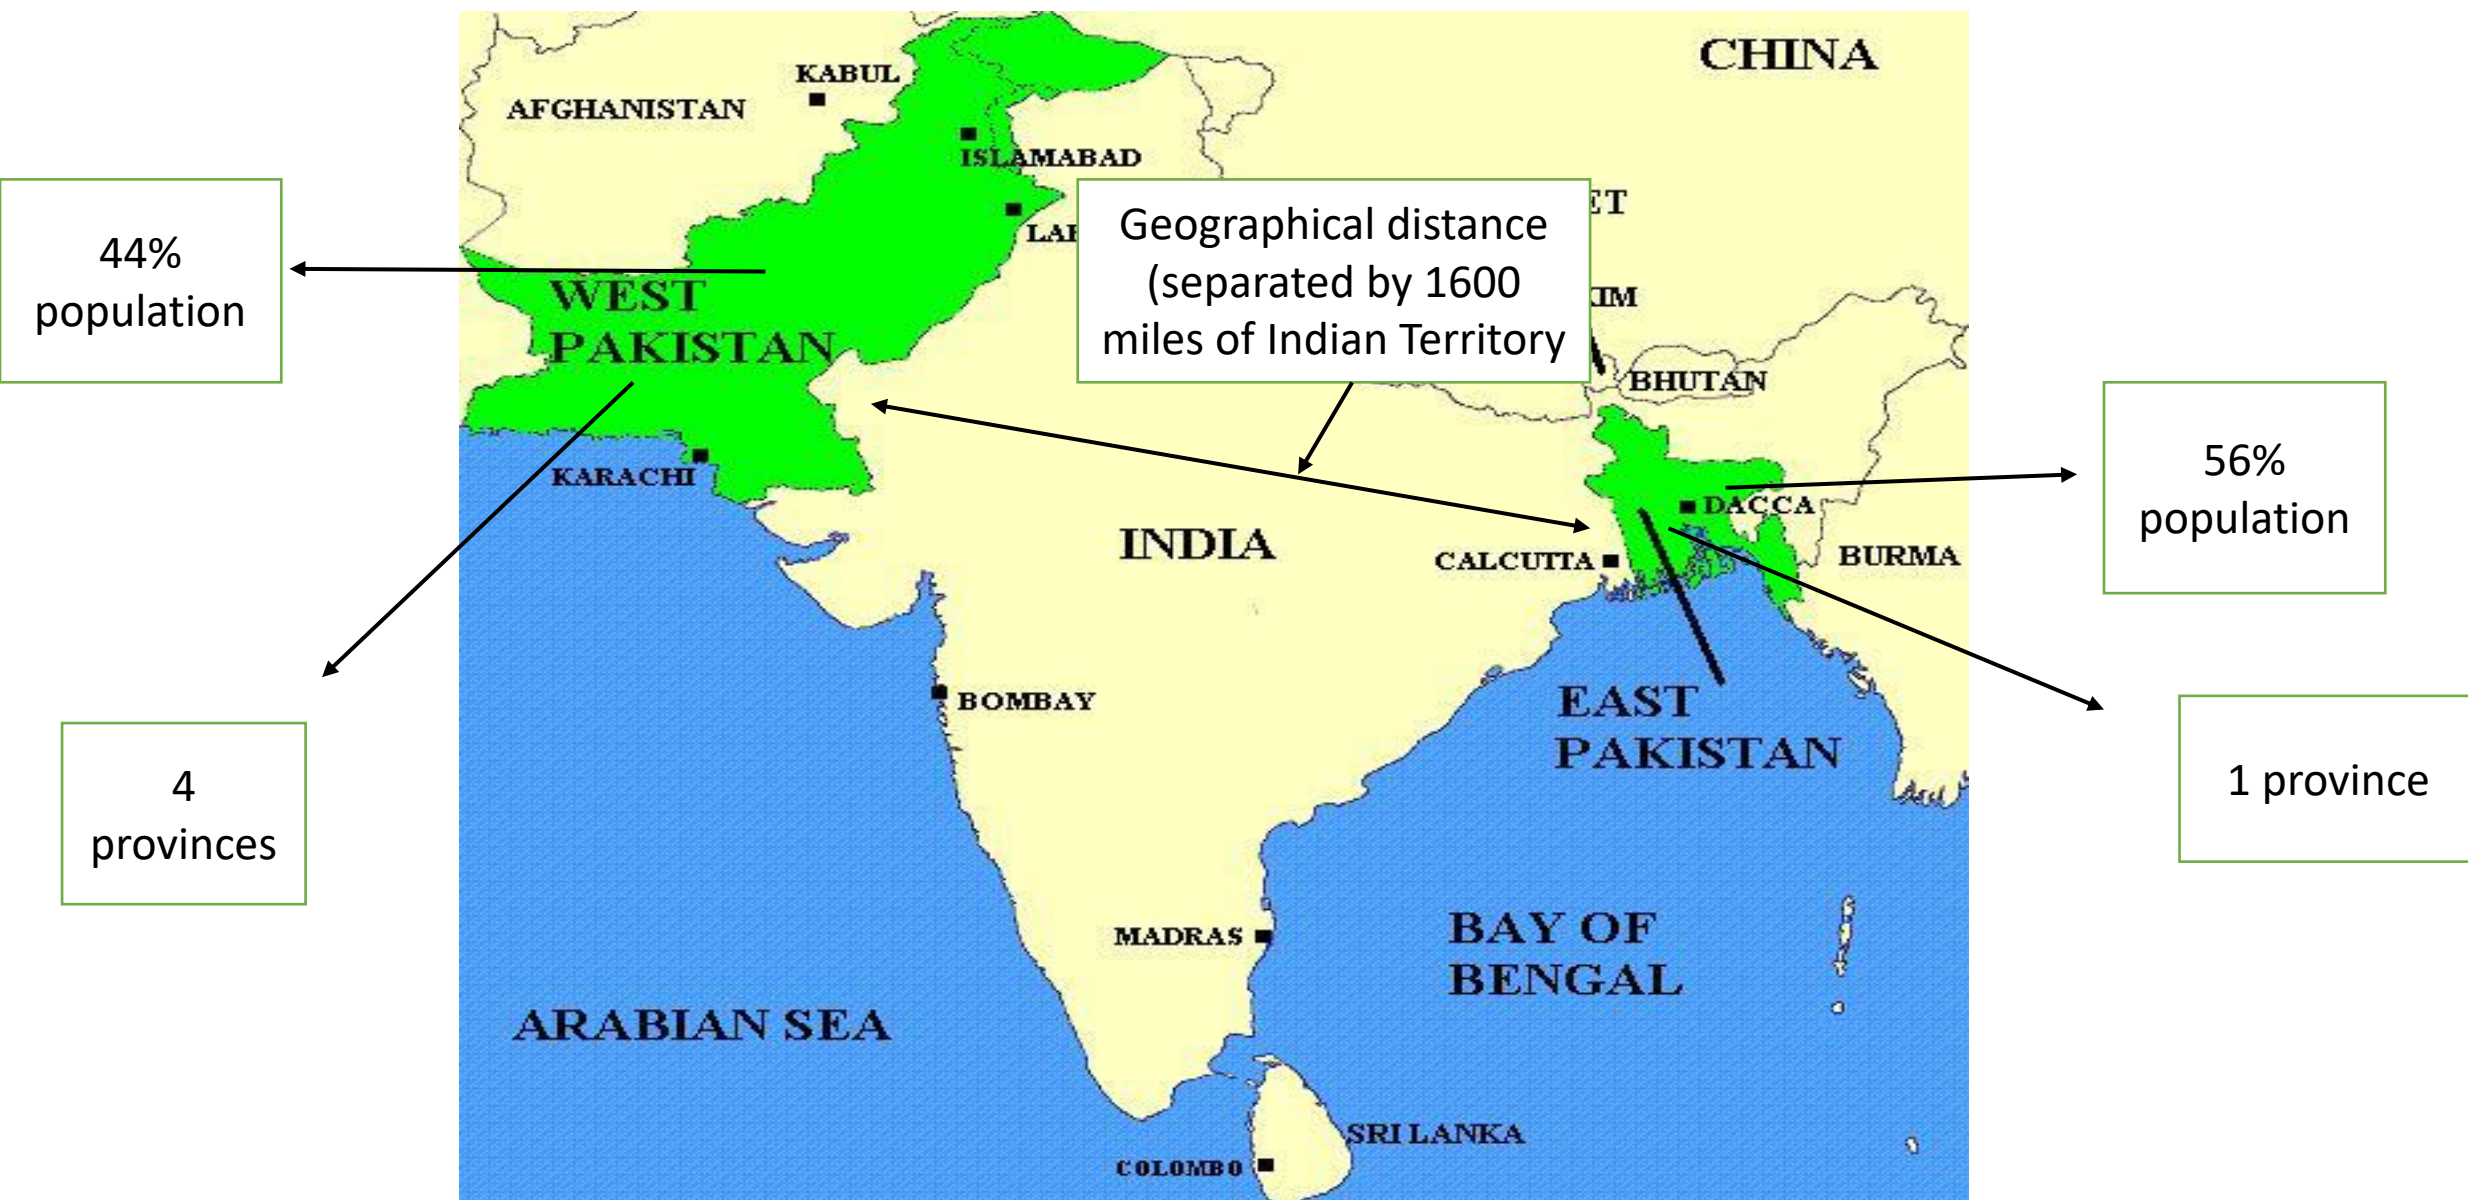 CHINA
KABUL
AFGHANISTAN
ISLAMABAD
44%
population
Geographical distance
(separated by 1600
miles of Indian Territory
WEST
PAKISTAN
BHUTAN
KARACHI
56%
population
DACCA
INDIA
CALCUTTA
BURMA
BOMBAY
EAST
PAKISTAN
4
provinces
1 province
MADRAS
BAY OF
BENGAL
ARABIAN SEA
SRI LANKA
COLOMBO